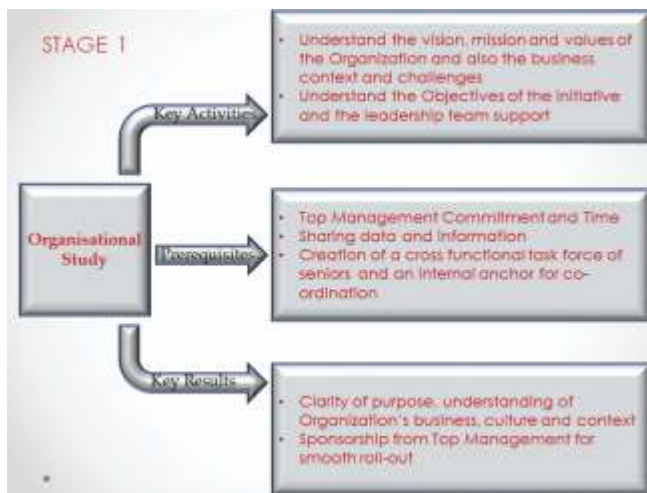 STAGE 1
Key Activities
• Understand the vision, mission and values of
the Organization and also the business
context and challenges
• Understand the Objectives of the initiative
and the leadership team support
Organisational
Study
Prerequisites
• Top Management Commitment and Time
• Sharing data and information
• Creation of a cross functional task force of
seniors and an internal anchor for co-
ordination
Key Results
• Clarity of purpose, understanding of
Organization's business, culture and context
• Sponsorship from Top Management for
smooth roll-out